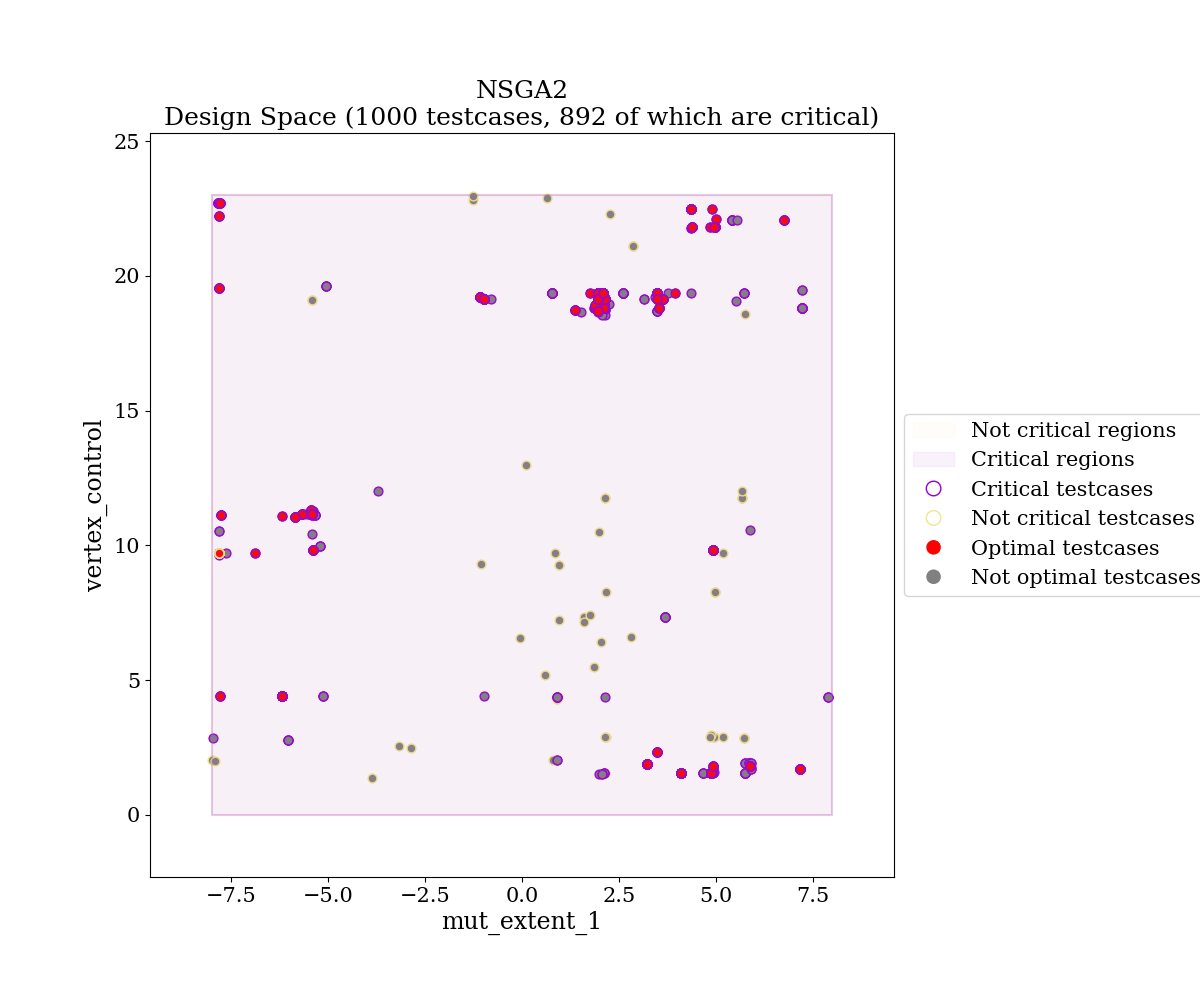 NSGA2
Design Space (1000 testcases, 892 of which are critical)
25
20
15
10
5
0
vertex_control
−7.5
−5.0
−2.5
0.0
2.5
5.0
7.5
mut_extent_1
Not critical regions
Critical regions
Critical testcases
Not critical testcases
Optimal testcases
Not optimal testcases